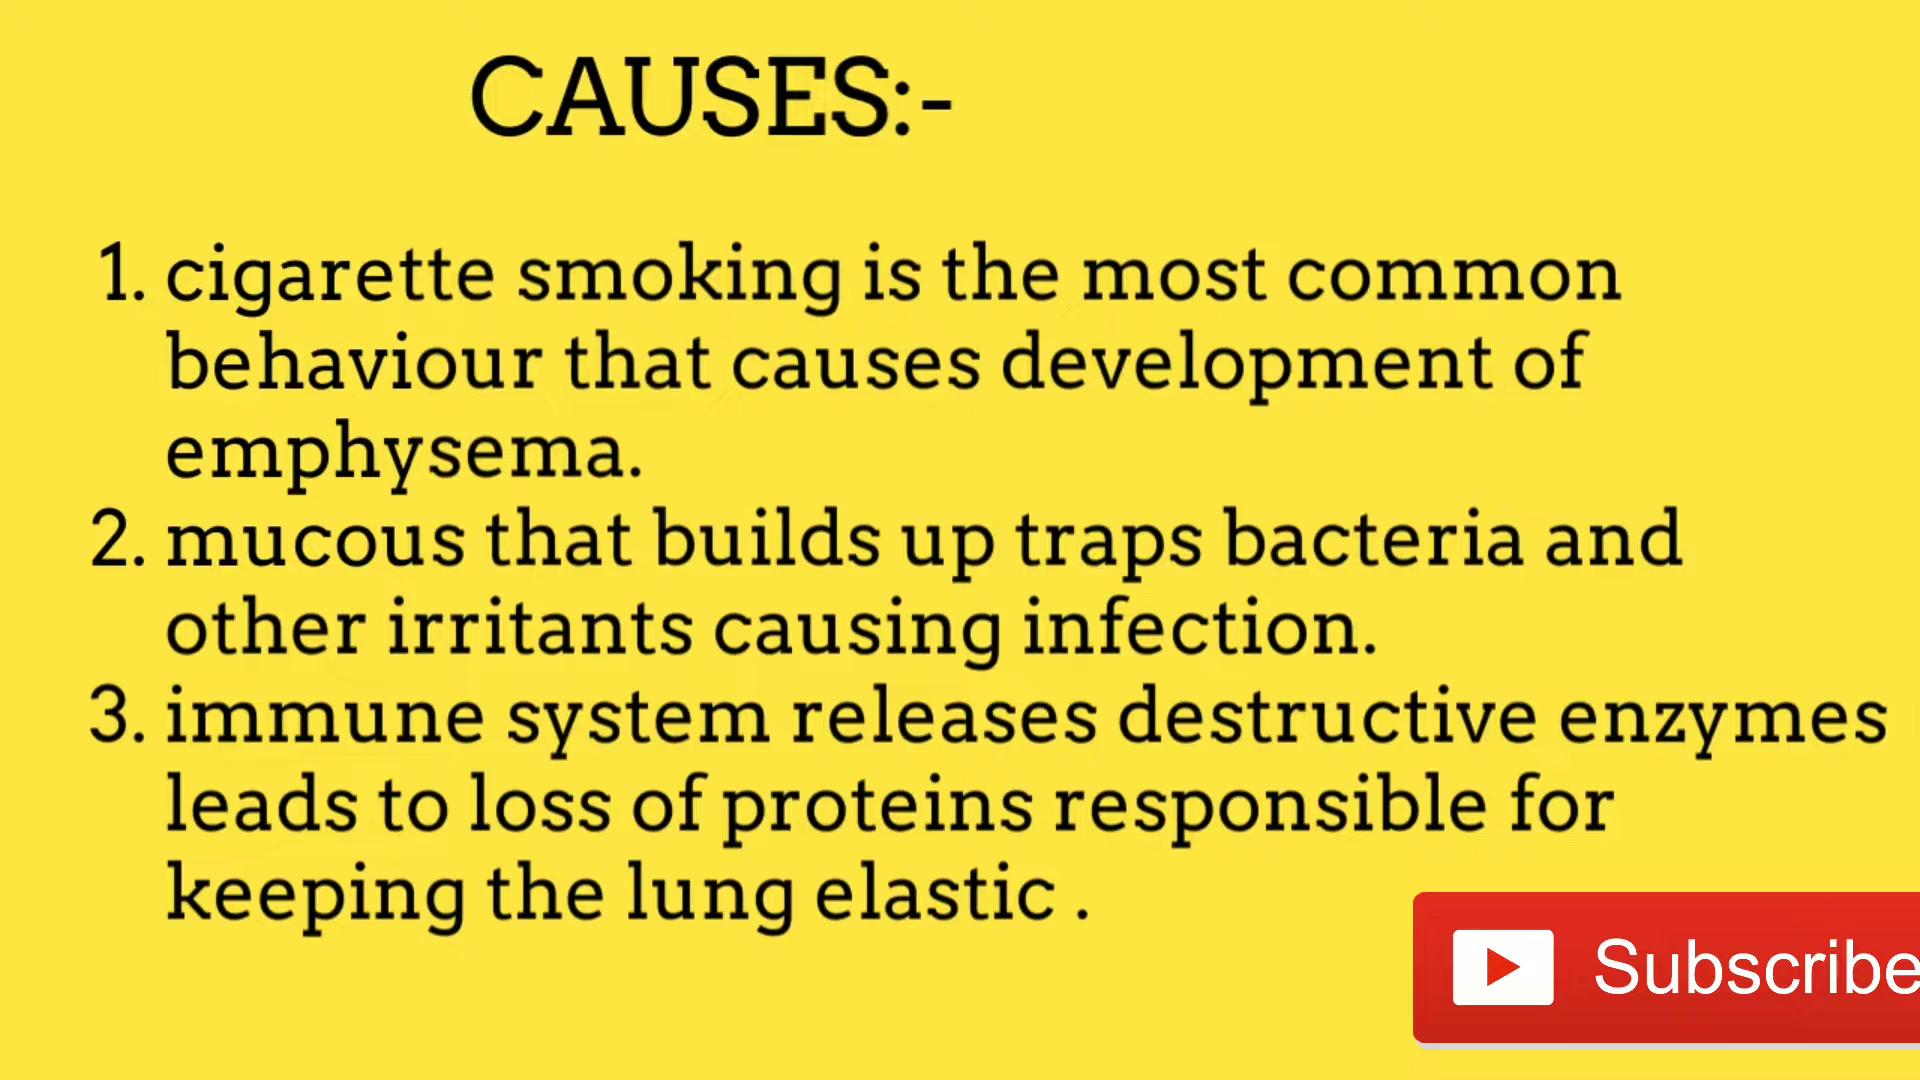 CAUSES:-
1. cigarette smoking is the most common
behaviour that causes development of
emphysema.
2. mucous that builds up traps bacteria and
other irritants causing infection.
3. immune system releases destructive enzymes
leads to loss of proteins responsible for
keeping the lung elastic .
Subscribe